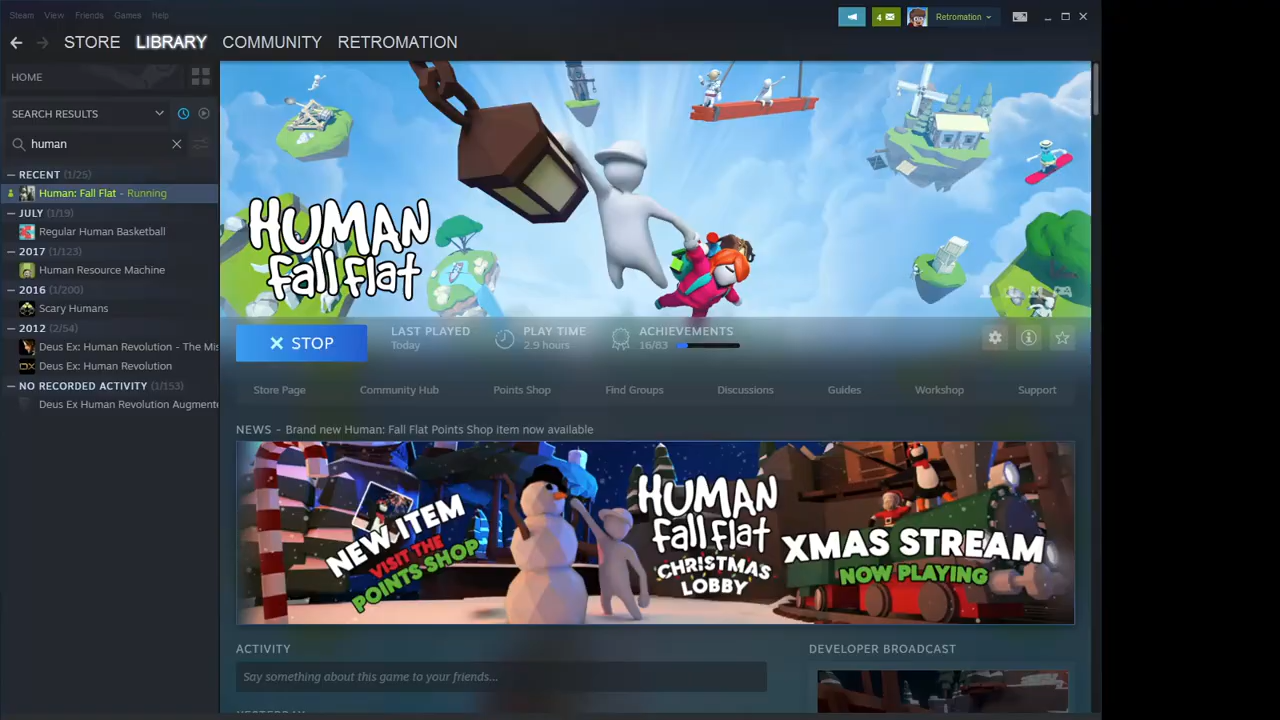 Steam View Friends Games Help
4
Retromation
STORE LIBRARY COMMUNITY RETROMATION
HOME
SEARCH RESULTS
human
— RECENT (1/25)
Human: Fall Flat - Running
— JULY (1/19)
Regular Human Basketball
— 2017 (1/123)
Human Resource Machine
— 2016 (1/200)
Scary Humans
— 2012 (2/54)
Deus Ex: Human Revolution - The Mis
Deus Ex: Human Revolution
— NO RECORDED ACTIVITY (1/153)
Deus Ex Human Revolution Augmente
HUMAN
fall flat
STOP
LAST PLAYED
Today
PLAY TIME
2.9 hours
ACHIEVEMENTS
16/83
Store Page Community Hub Points Shop Find Groups Discussions Guides Workshop Support
NEWS - Brand new Human: Fall Flat Points Shop item now available
NEW ITEM
VISIT THE
POINTS SHOP
HUMAN
fall flat
CHRISTMAS
LOBBY
XMAS STREAM
NOW PLAYING
ACTIVITY
Say something about this game to your friends...
DEVELOPER BROADCAST
YESTERDAY